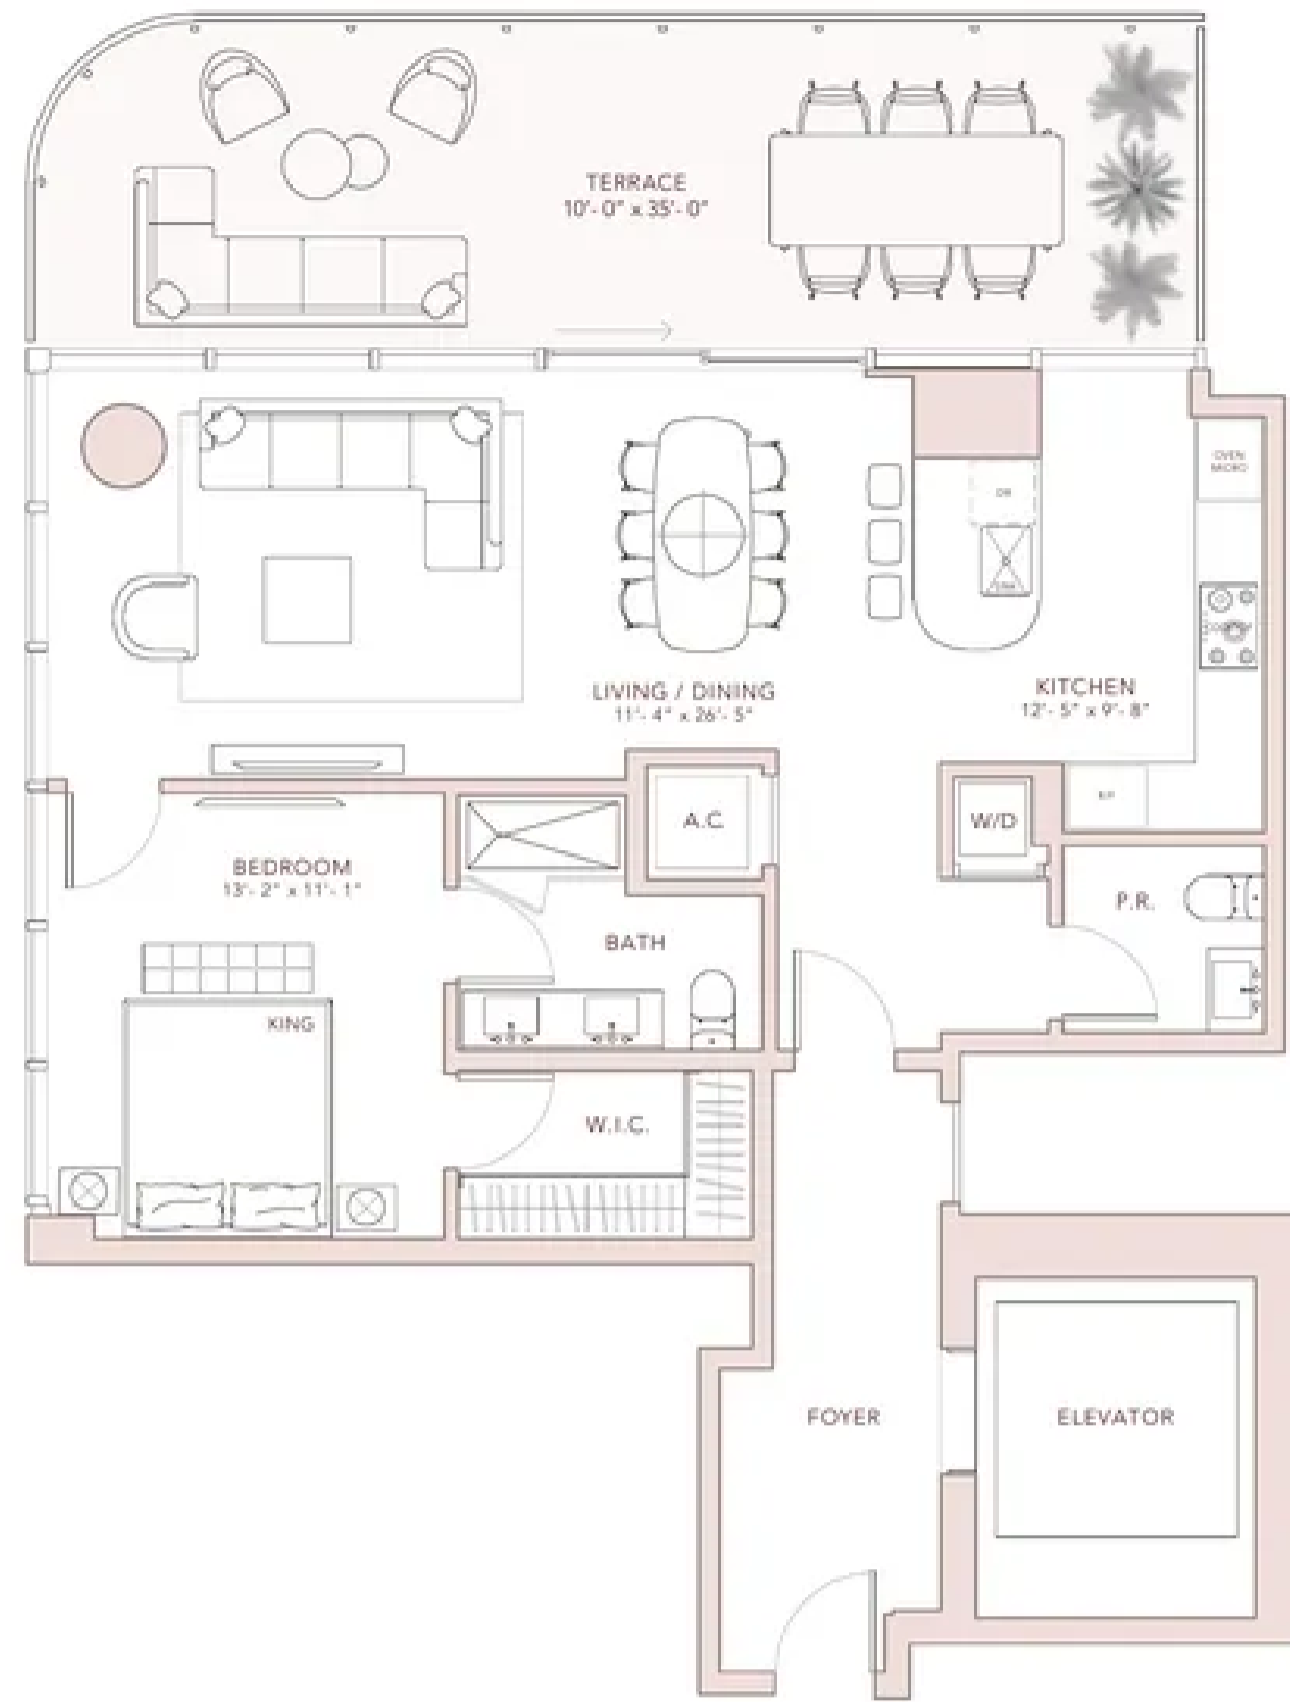 TERRACE
10'- 0" x 35'- 0"
OVEN
MICRO
DW
LIVING / DINING
11'- 4" x 26'- 5"
KITCHEN
12'- 5" x 9'- 8"
A.C.
W/D
BEDROOM
13'- 2" x 11'- 1"
P.R.
BATH
KING
W.I.C.
FOYER
ELEVATOR